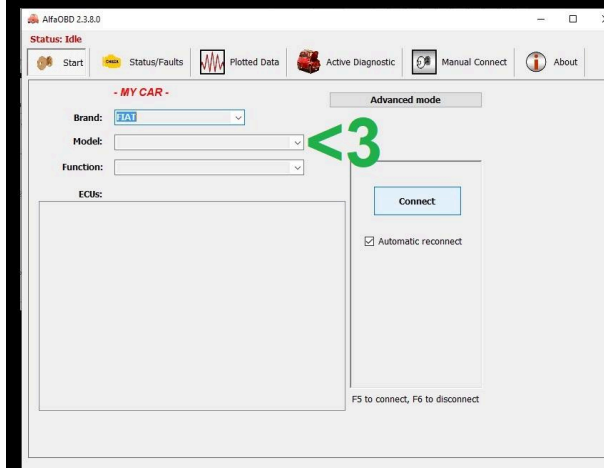 AlfaOBD 2.3.8.0
Status: Idle
Start Status/Faults Plotted Data Active Diagnostic Manual Connect About
- MY CAR -
Advanced mode
Brand: FIAT
Model:
<3
Function:
ECUs:
Connect
Automatic reconnect
F5 to connect, F6 to disconnect